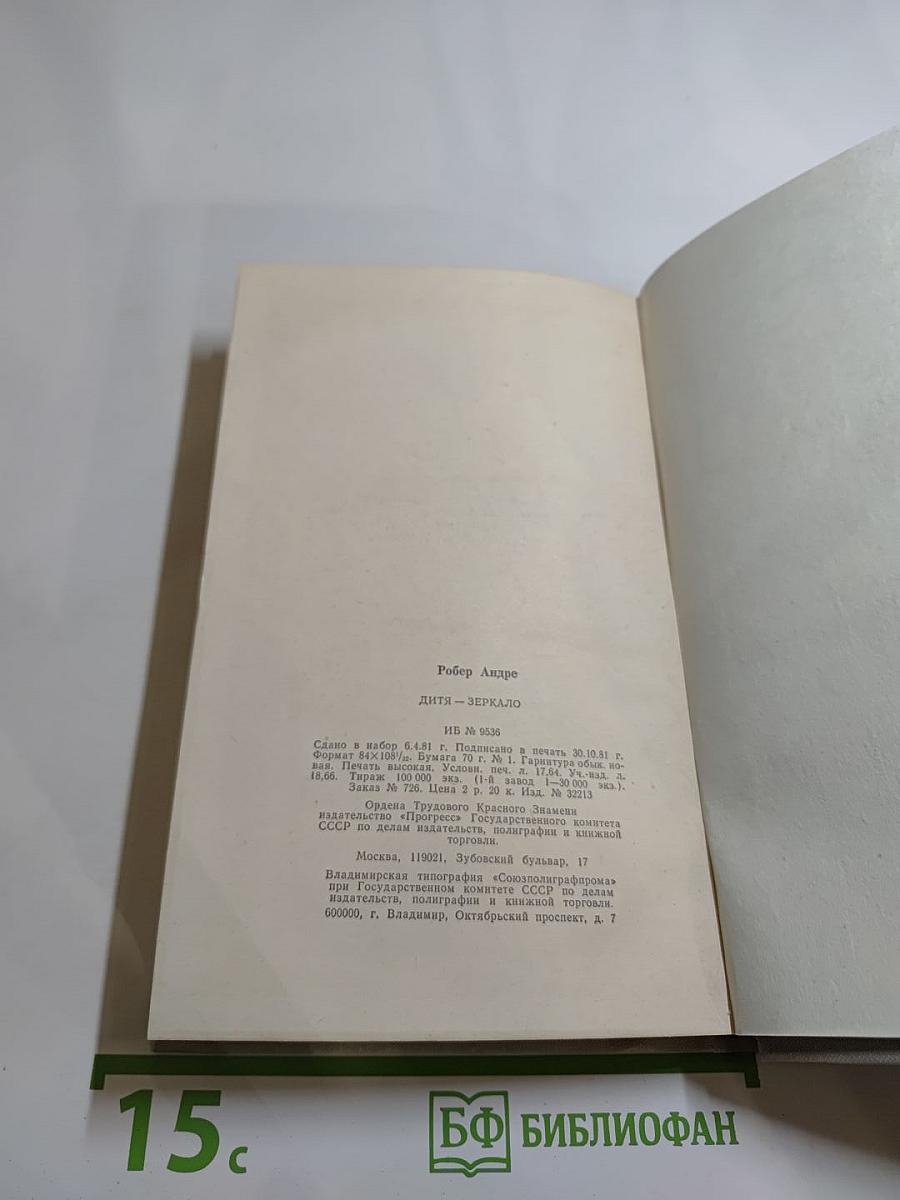 Робер Андре
ДИТЯ — ЗЕРКАЛО
ИБ № 9536
Сдано в набор 6.4.81 г. Подписано в печать 30.10.81 г.
Формат 84×108¹/₃₂. Бумага 70 г. № 1. Гарнитура обык. но-
вая. Печать высокая. Условн. печ. л. 17,64. Уч.-изд. л.
18,66. Тираж 100 000 экз. (1-й завод 1—30 000 экз.).
Заказ № 726. Цена 2 р. 20 к. Изд. № 32213
Ордена Трудового Красного Знамени
издательство «Прогресс» Государственного комитета
СССР по делам издательств, полиграфии и книжной
торговли.
Москва, 119021, Зубовский бульвар, 17
Владимирская типография «Союзполиграфпрома»
при Государственном комитете СССР по делам
издательств, полиграфии и книжной торговли.
600000, г. Владимир, Октябрьский проспект, д. 7
15 с
БФ БИБЛИОФАН